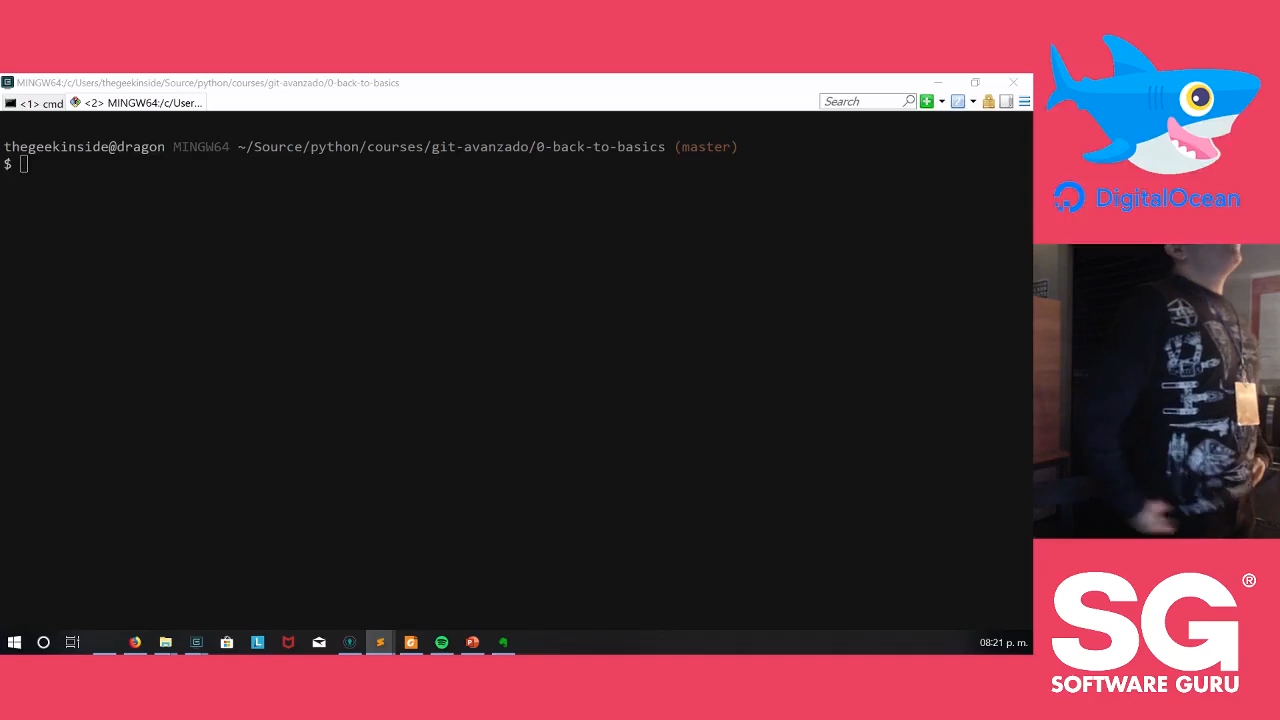 MINGW64:/c/Users/thegeekinside/Source/python/courses/git-avanzado/0-back-to-basics
<1> cmd
<2> MINGW64:/c/User...
Search
thegeekinside@dragon MINGW64 ~/Source/python/courses/git-avanzado/0-back-to-basics (master)
$
08:21 p. m.
DigitalOcean
SG®
SOFTWARE GURU